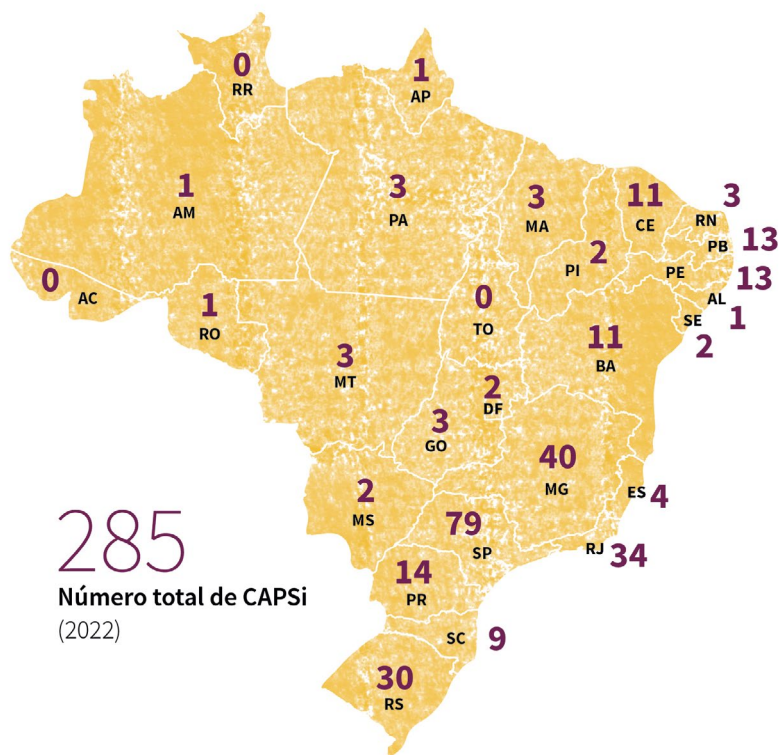 0
RR
1
AP
1
AM
3
PA
3
MA
11
CE
3
RN
13
PB
2
PI
13
PE
0
AC
1
RO
0
TO
1
AL
2
SE
11
BA
3
MT
2
DF
3
GO
40
MG
4
ES
2
MS
79
SP
34
RJ
14
PR
9
SC
30
RS
285
Número total de CAPSi
(2022)